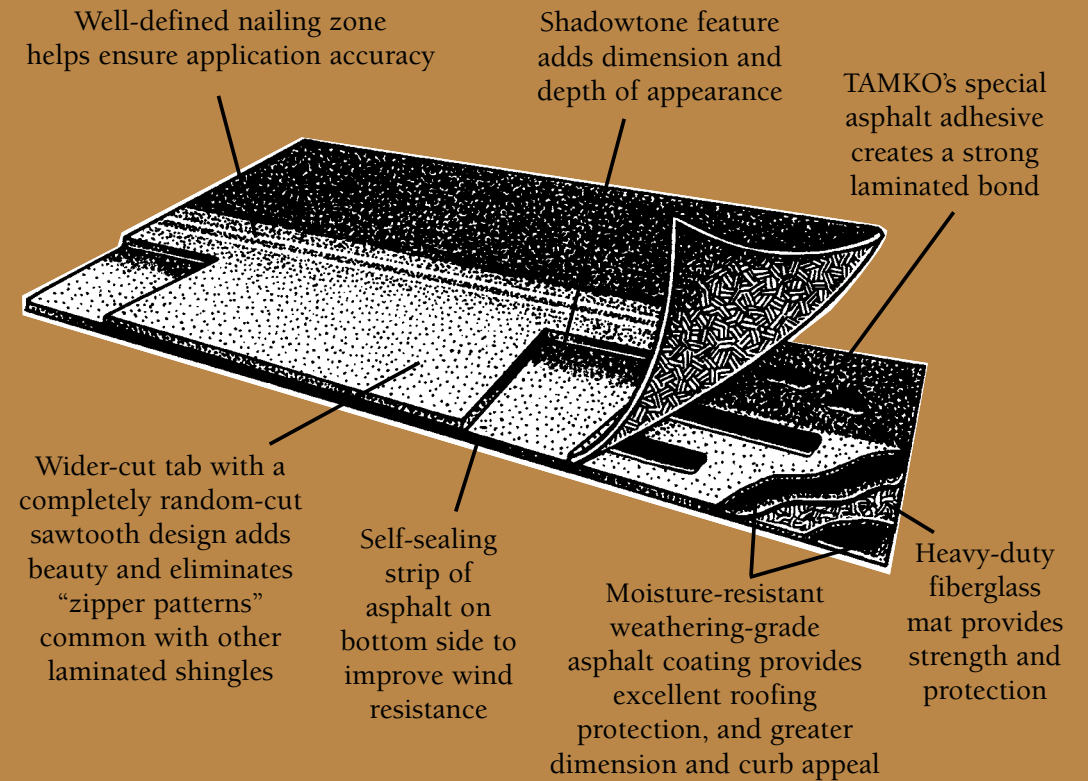 Well-defined nailing zone
helps ensure application accuracy
Shadowtone feature
adds dimension and
depth of appearance
TAMKO’s special
asphalt adhesive
creates a strong
laminated bond
Wider-cut tab with a
completely random-cut
sawtooth design adds
beauty and eliminates
“zipper patterns”
common with other
laminated shingles
Self-sealing
strip of
asphalt on
bottom side to
improve wind
resistance
Moisture-resistant
weathering-grade
asphalt coating provides
excellent roofing
protection, and greater
dimension and curb appeal
Heavy-duty
fiberglass
mat provides
strength and
protection